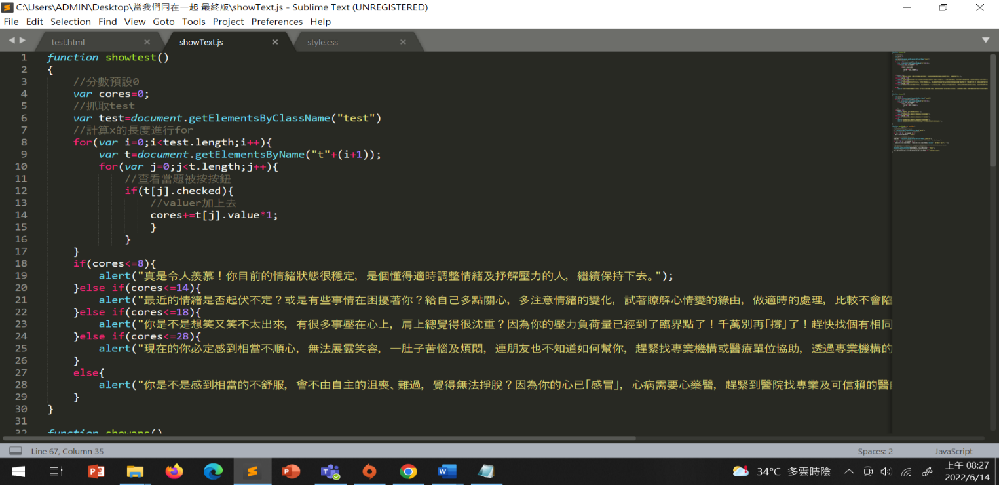 C:\Users\ADMIN\Desktop\當我們同在一起 最終版\showText.js - Sublime Text (UNREGISTERED)
File Edit Selection Find View Goto Tools Project Preferences Help
test.html showText.js style.css
1 function showtest()
2 {
3 //分數預設0
4 var cores=0;
5 //抓取test
6 var test=document.getElementsByClassName("test")
7 //計算x的長度進行for
8 for(var i=0;i<test.length;i++){
9 var t=document.getElementsByName("t"+(i+1));
10 for(var j=0;j<t.length;j++){
11 //查看當題被按按鈕
12 if(t[j].checked){
13 //valuer加上去
14 cores+=t[j].value*1;
15 }
16 }
17 }
18 if(cores<=8){
19 alert("真是令人羨慕！你目前的情緒狀態很穩定，是個懂得適時調整情緒及抒解壓力的人，繼續保持下去。");
20 }else if(cores<=14){
21 alert("最近的情緒是否起伏不定？或是有些事情在困擾著你？給自己多點關心，多注意情緒的變化，試著瞭解心情變的緣由，做適時的處理，比較不會陷
22 }else if(cores<=18){
23 alert("你是不是想笑又笑不太出來，有很多事壓在心上，肩上總覺得很沈重？因為你的壓力負荷量已經到了臨界點了！千萬別再「撐」了！趕快找個有相同
24 }else if(cores<=28){
25 alert("現在的你必定感到相當不順心，無法展露笑容，一肚子苦惱及煩悶，連朋友也不知道如何幫你，趕緊找專業機構或醫療單位協助，透過專業機構的
26 }
27 else{
28 alert("你是不是感到相當的不舒服，會不由自主的沮喪、難過，覺得無法掙脫？因為你的心已「感冒」，心病需要心藥醫，趕緊到醫院找專業及可信賴的醫
29 }
30 }
31
32 function showans()
Line 67, Column 35 Spaces: 2 JavaScript
34°C 多雲時陰
上午 08:27
2022/6/14